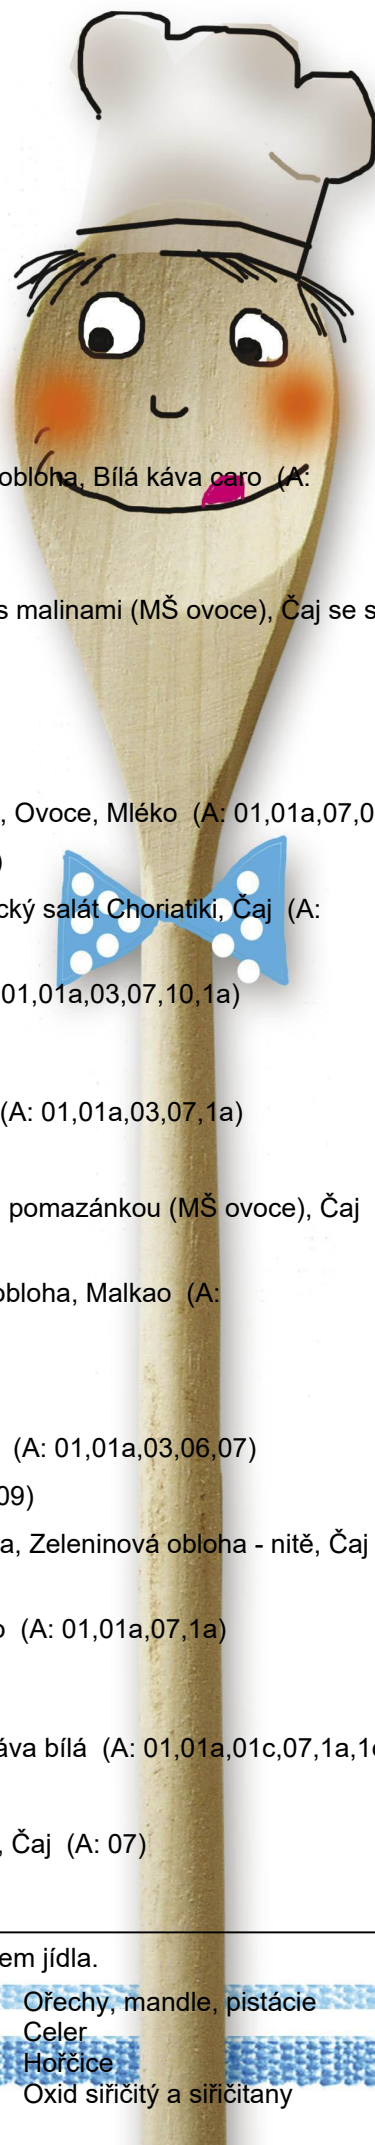 obloha, Bílá káva caro (A:
s malinami (MŠ ovoce), Čaj se s
, Ovoce, Mléko (A: 01,01a,07,0
)
cký salát Choriatiki, Čaj (A:
01,01a,03,07,10,1a)
(A: 01,01a,03,07,1a)
pomazánkou (MŠ ovoce), Čaj
obloha, Malkao (A:
(A: 01,01a,03,06,07)
09)
a, Zeleninová obloha - nitě, Čaj
o (A: 01,01a,07,1a)
áva bílá (A: 01,01a,01c,07,1a,1c
, Čaj (A: 07)
em jídla.
Ořechy, mandle, pistácie
Celer
Hořčice
Oxid siřičitý a siřičitany